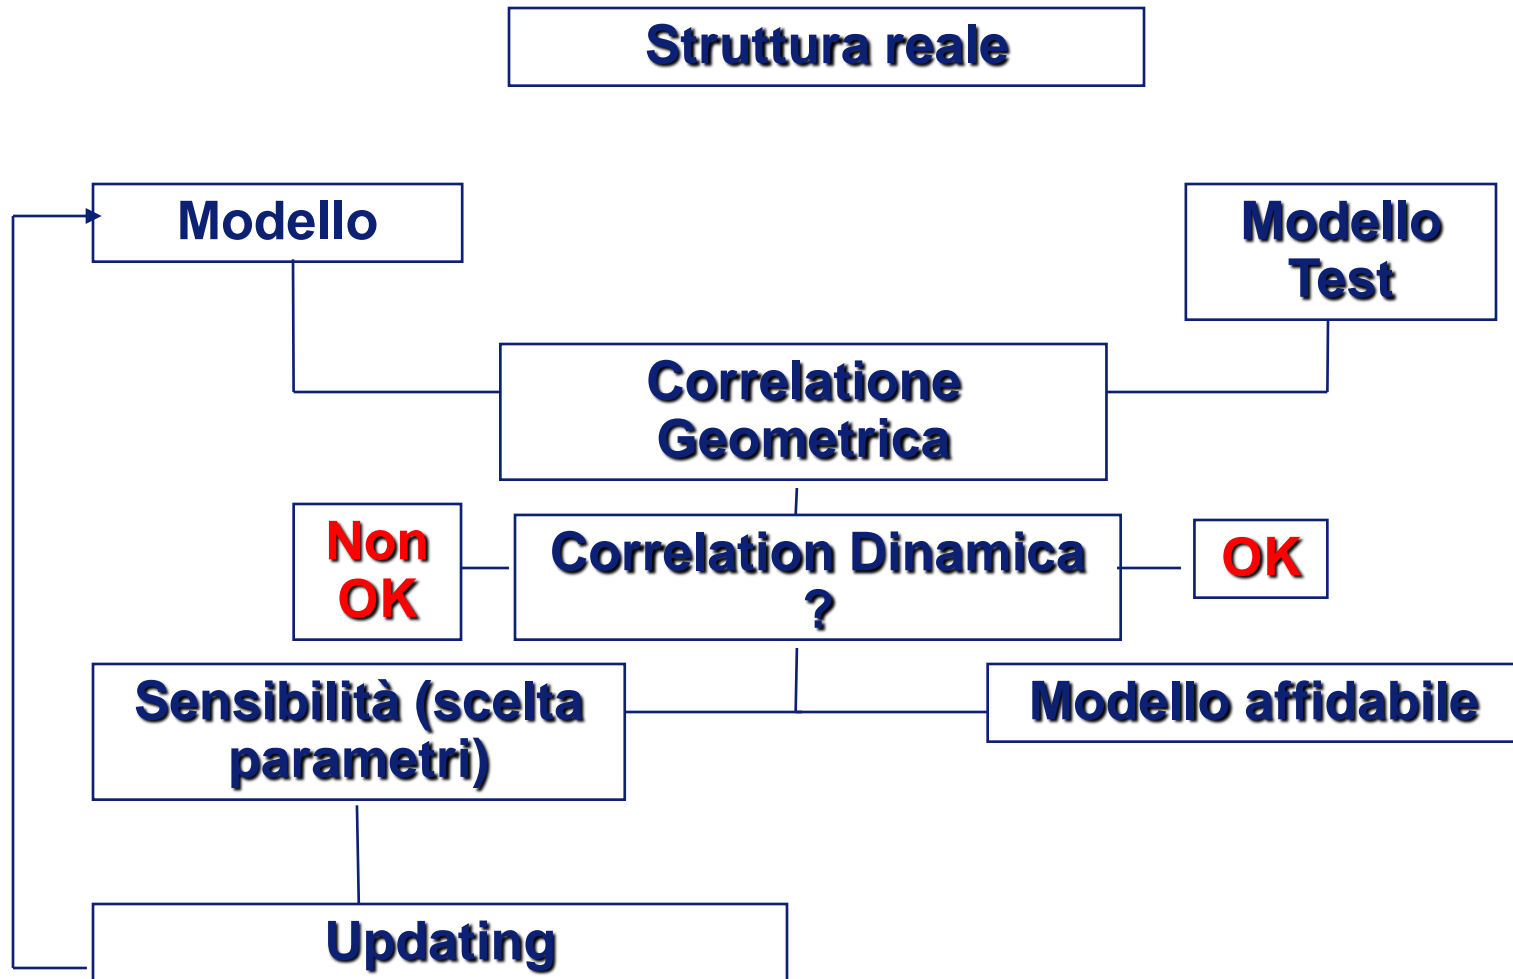 Struttura reale
Modello
Modello
Test
Correlatione
Geometrica
Non
OK
Correlation Dinamica
?
OK
Sensibilità (scelta
parametri)
Modello affidabile
Updating